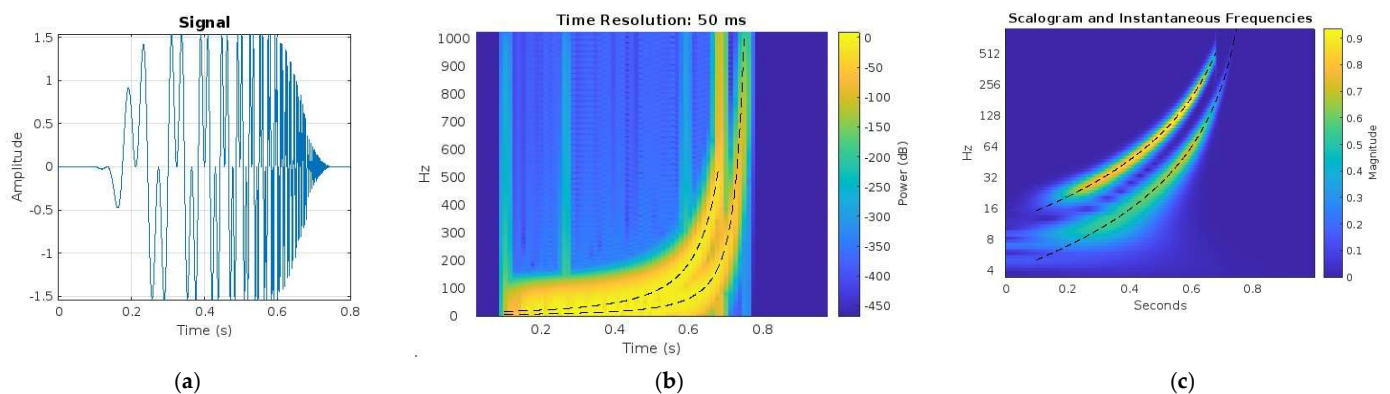 Signal
1.5
1
0.5
0
-0.5
-1
-1.5
Amplitude
0 0.2 0.4 0.6 0.8
Time (s)
(a)
Time Resolution: 50 ms
1000
900
800
700
600
500
400
300
200
100
0
Hz
0.2 0.4 0.6 0.8
Time (s)
0
-50
-100
-150
-200
-250
-300
-350
-400
-450
Power (dB)
(b)
Scalogram and Instantaneous Frequencies
512
256
128
64
32
16
8
4
Hz
0 0.2 0.4 0.6 0.8
Seconds
0.9
0.8
0.7
0.6
0.5
0.4
0.3
0.2
0.1
0
Magnitude
(c)